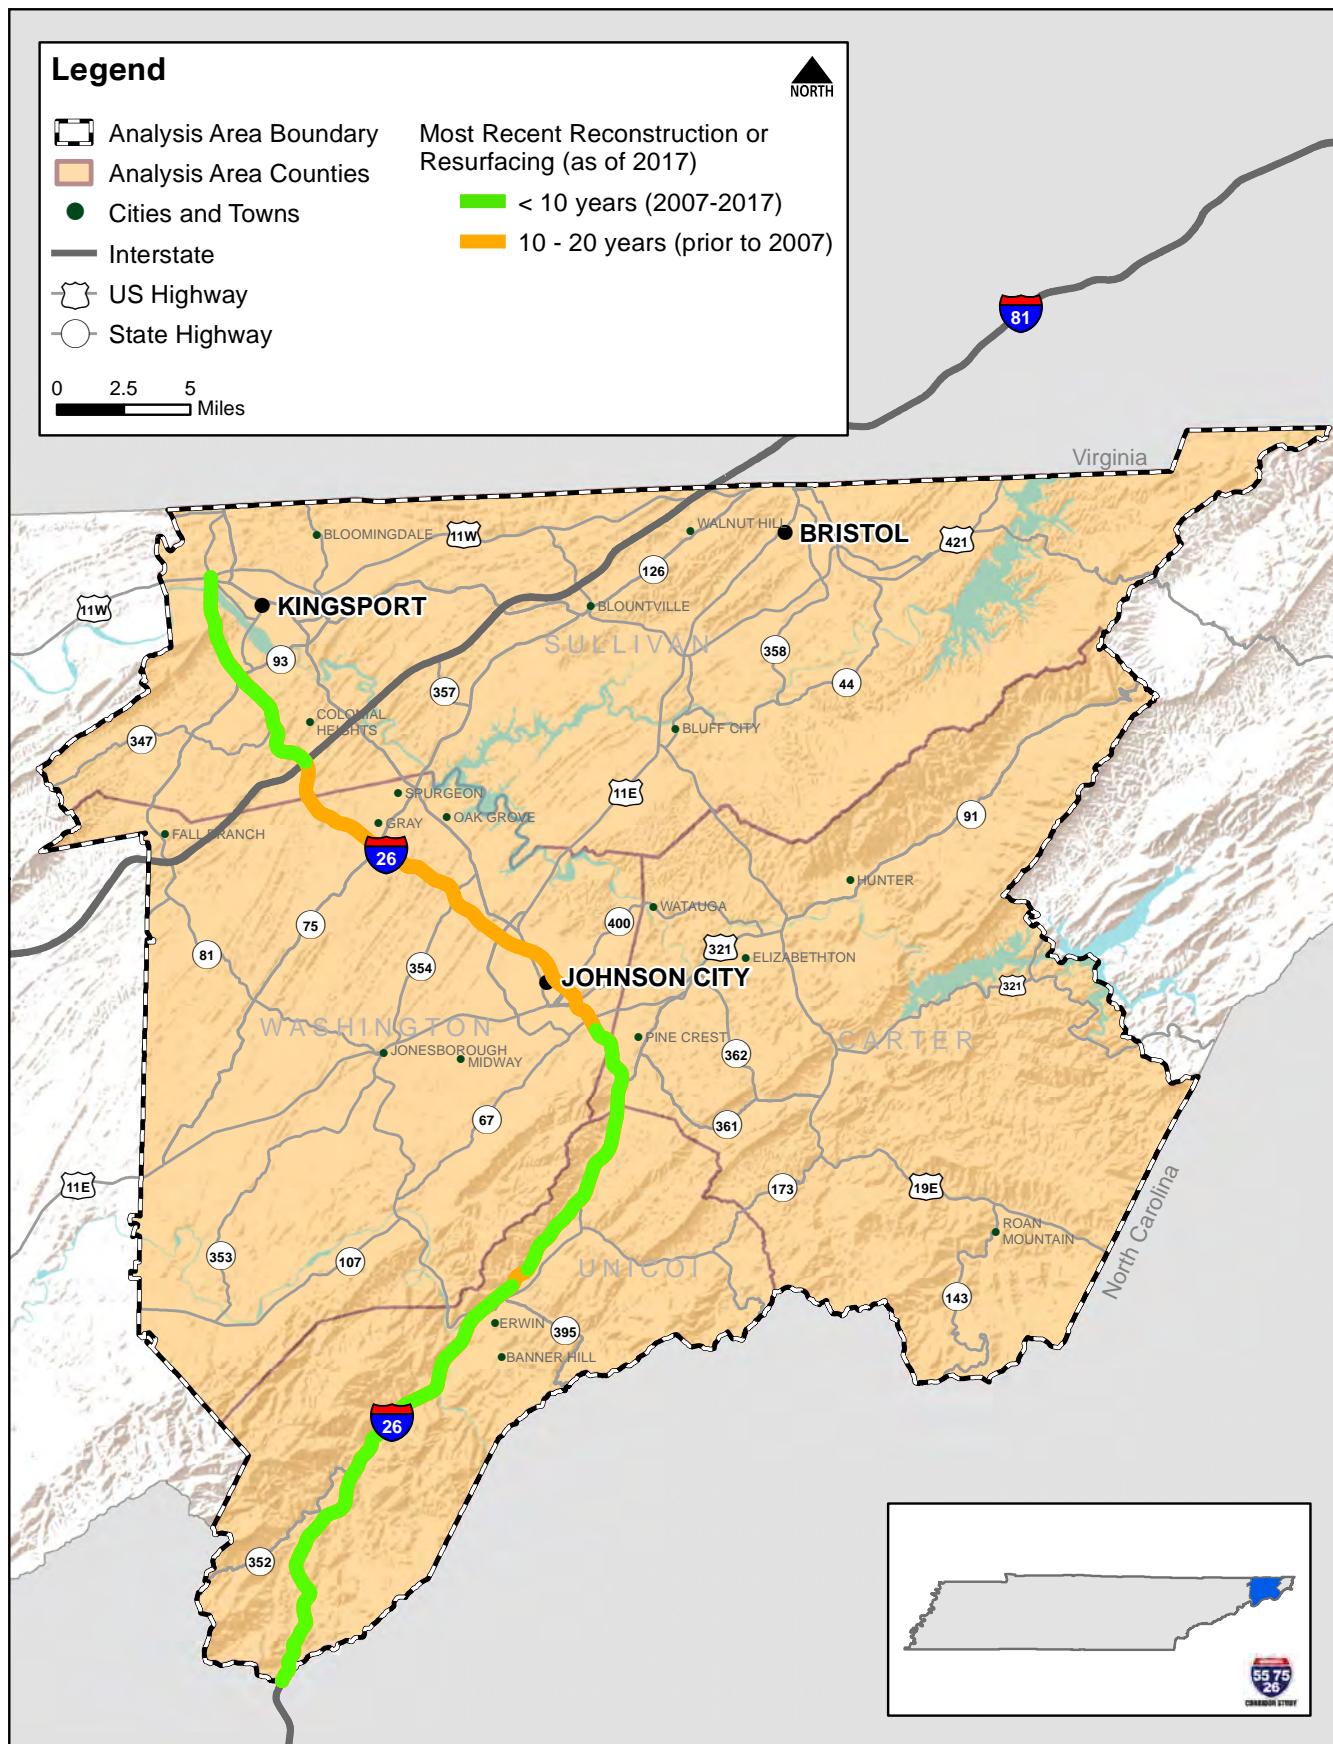 Legend
NORTH
Analysis Area Boundary
Analysis Area Counties
Cities and Towns
Interstate
US Highway
State Highway
0 2.5 5
Miles
Most Recent Reconstruction or
Resurfacing (as of 2017)
< 10 years (2007-2017)
10 - 20 years (prior to 2007)
81
Virginia
BLOOMINGDALE
11W
WALNUT HILL
BRISTOL
421
126
11W
KINGSPORT
BLOUNTVILLE
SULLIVAN
93
358
357
44
COLONIAL
HEIGHTS
BLUFF CITY
347
SPURGEON
11E
OAK GROVE
GRAY
91
FALL BRANCH
26
HUNTER
WATAUGA
400
75
321
81
354
ELIZABETHTON
JOHNSON CITY
321
WASHINGTON
PINE CREST
CARTER
JONESBOROUGH
MIDWAY
362
67
361
11E
173
19E
North Carolina
ROAN
MOUNTAIN
353
107
UNICOI
143
ERWIN
395
BANNER HILL
26
352
55 75
26
CORRIDOR STUDY